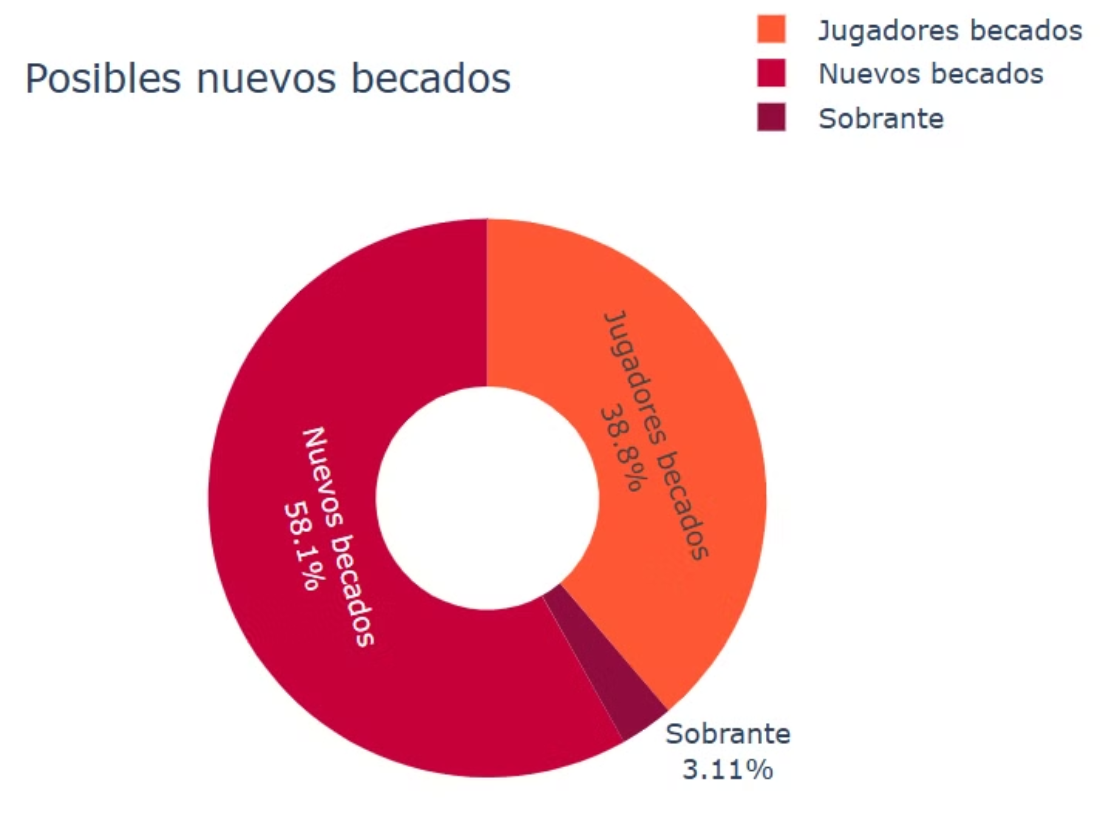 Posibles nuevos becados
Jugadores becados
Nuevos becados
Sobrante
Jugadores becados
38.8%
Nuevos becados
58.1%
Sobrante
3.11%